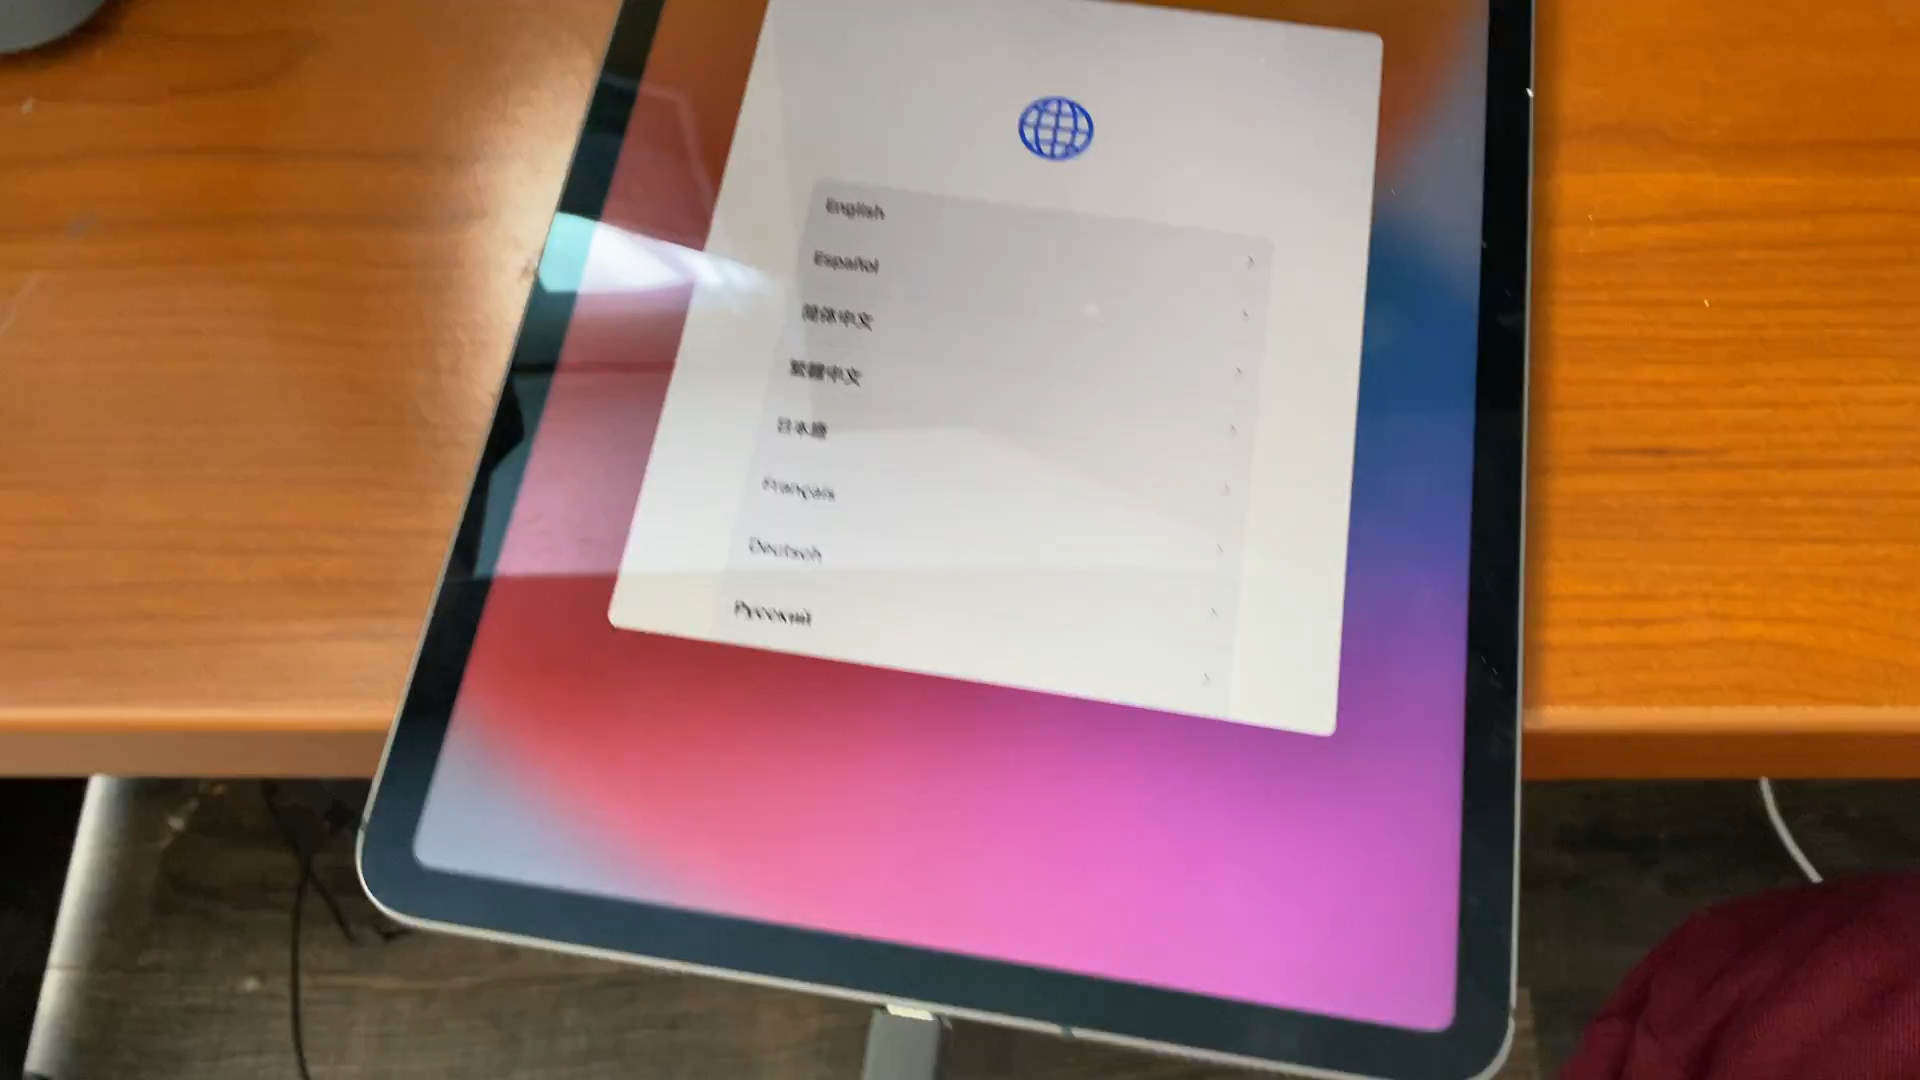 English
Español
简体中文
繁體中文
日本語
Français
Deutsch
Русский